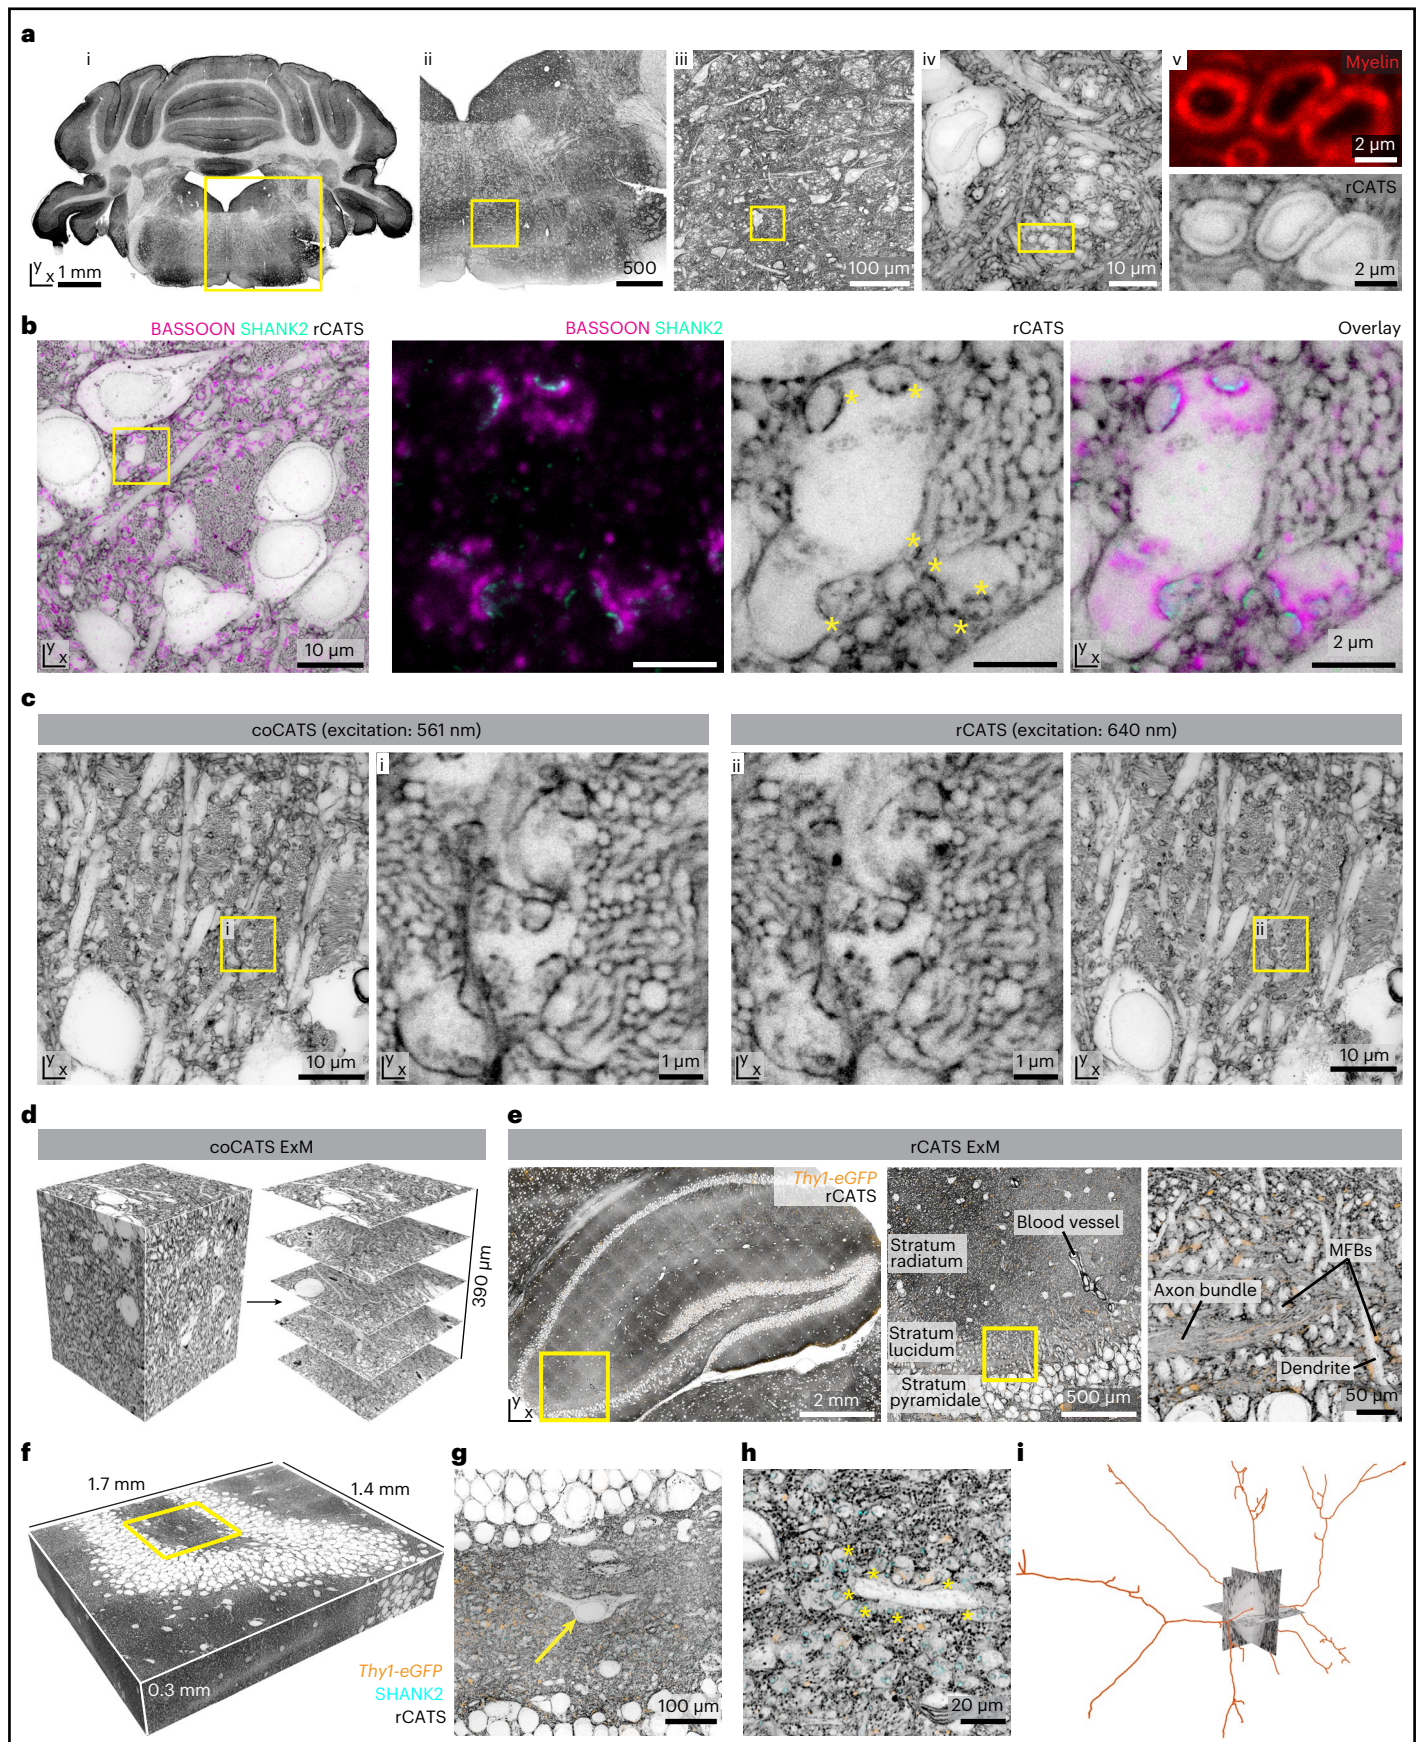 a
i
ii
iii
iv
v
Myelin
2 µm
rCATS
2 µm
y
x
1 mm
500
100 µm
10 µm
b
BASSOON SHANK2 rCATS
BASSOON SHANK2
rCATS
Overlay
y
x
10 µm
y
x
2 µm
c
coCATS (excitation: 561 nm)
rCATS (excitation: 640 nm)
i
ii
i
ii
y
x
10 µm
y
x
1 µm
y
x
1 µm
y
x
10 µm
d
coCATS ExM
390 µm
e
rCATS ExM
Thy1-eGFP
rCATS
y
x
2 mm
Blood vessel
Stratum
radiatum
Stratum
lucidum
Stratum
pyramidale
500 µm
MFBs
Axon bundle
Dendrite
50 µm
f
1.7 mm
1.4 mm
0.3 mm
Thy1-eGFP
SHANK2
rCATS
g
100 µm
h
20 µm
i